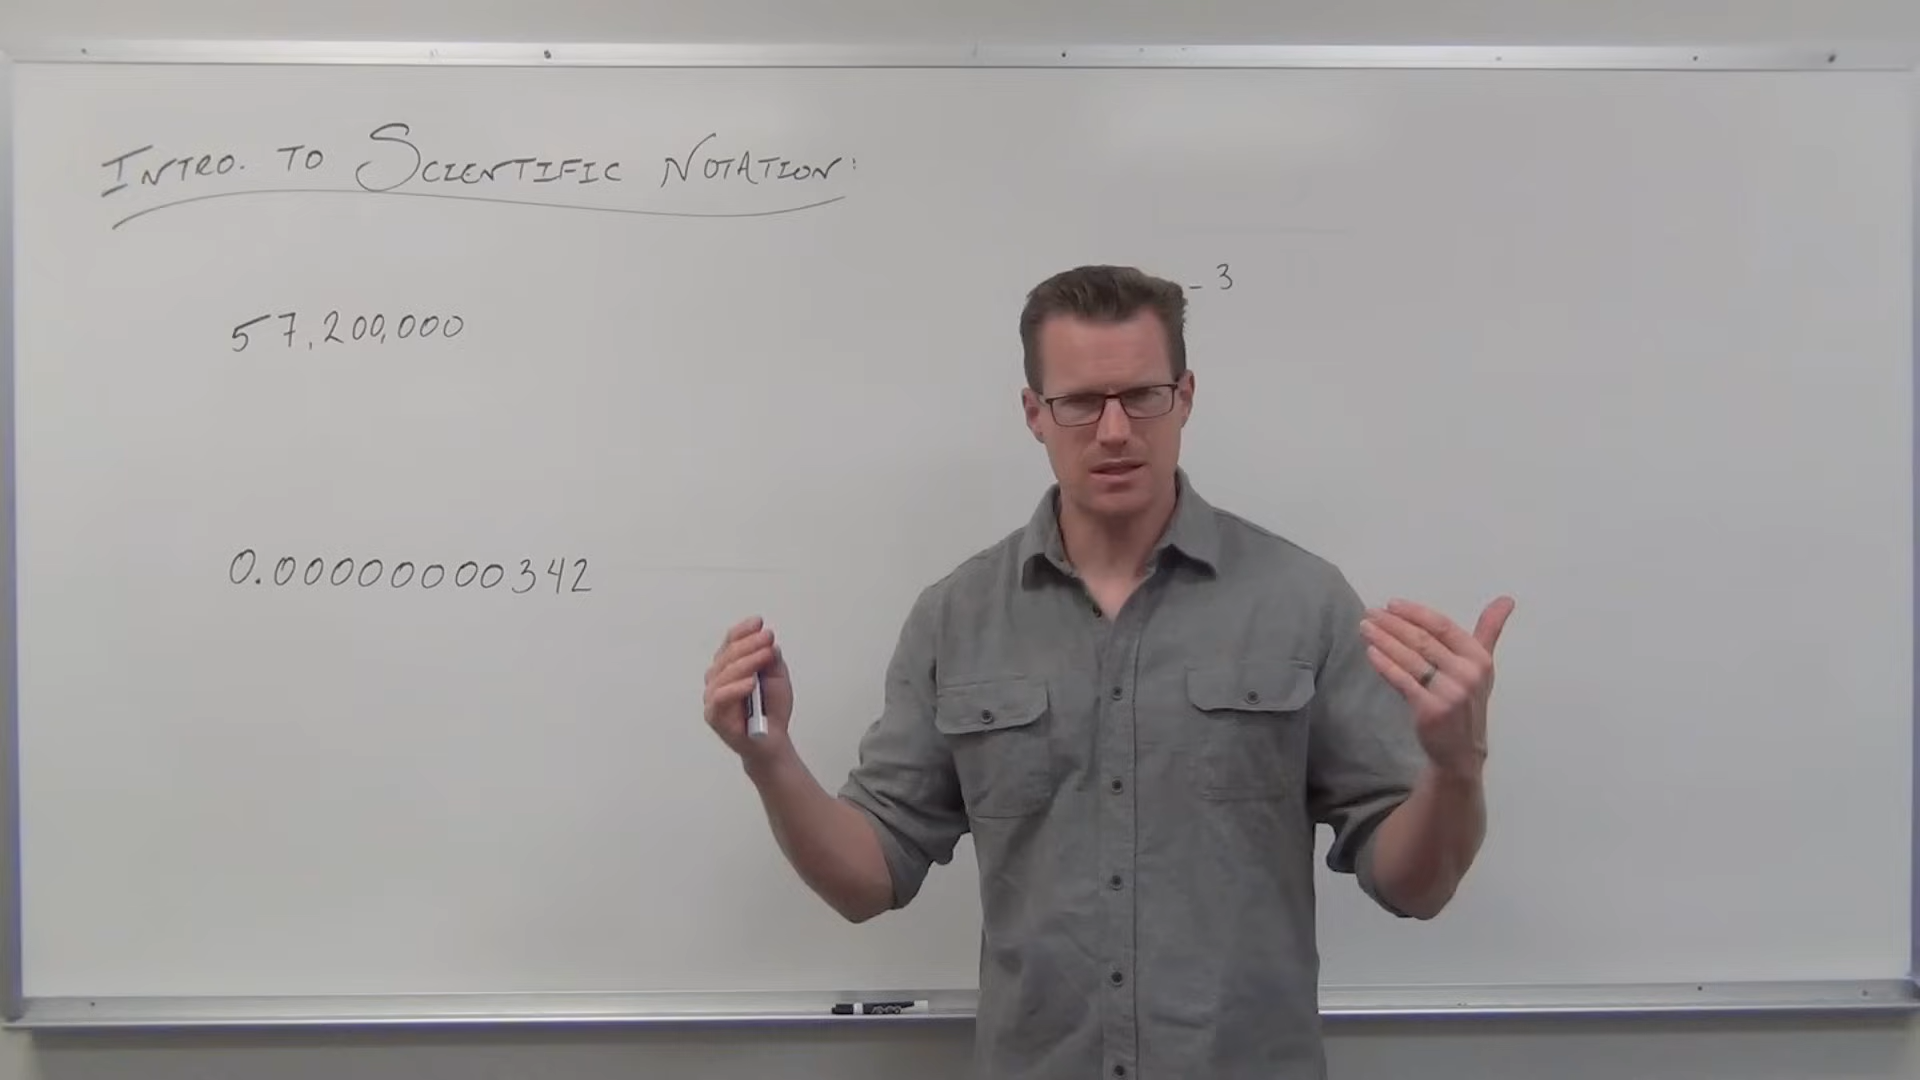 INTRO. TO SCIENTIFIC NOTATION:
- 3
57,200,000
0.00000000342